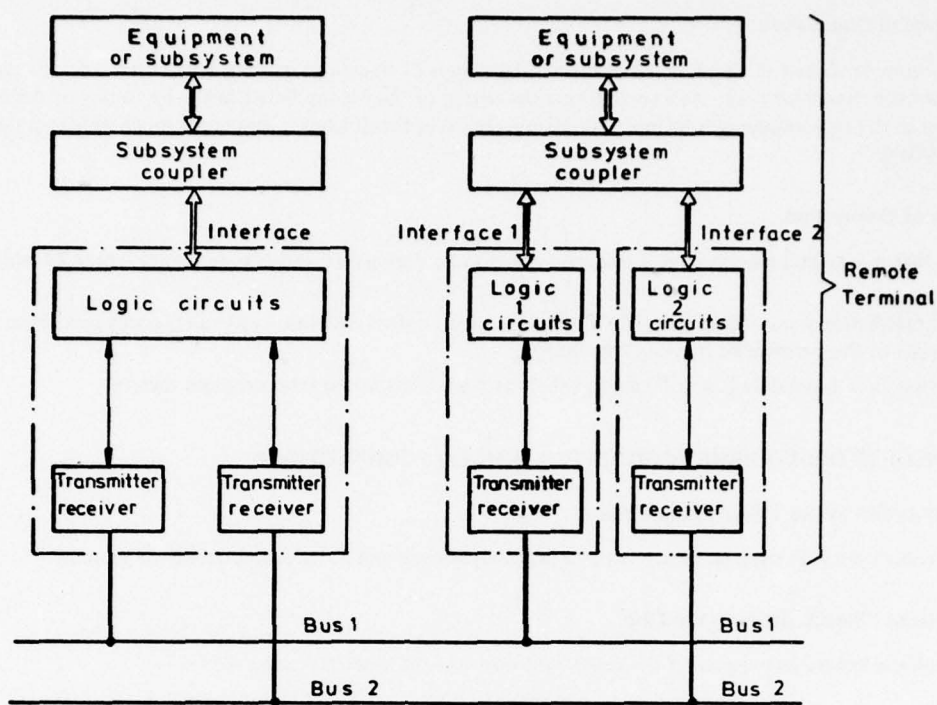 Equipment
or subsystem
Equipment
or subsystem
Subsystem
coupler
Subsystem
coupler
Interface
Interface 1
Interface 2
Logic circuits
Logic
1
circuits
Logic
2
circuits
Remote
Terminal
Transmitter
receiver
Transmitter
receiver
Transmitter
receiver
Transmitter
receiver
Bus 1
Bus 1
Bus 2
Bus 2